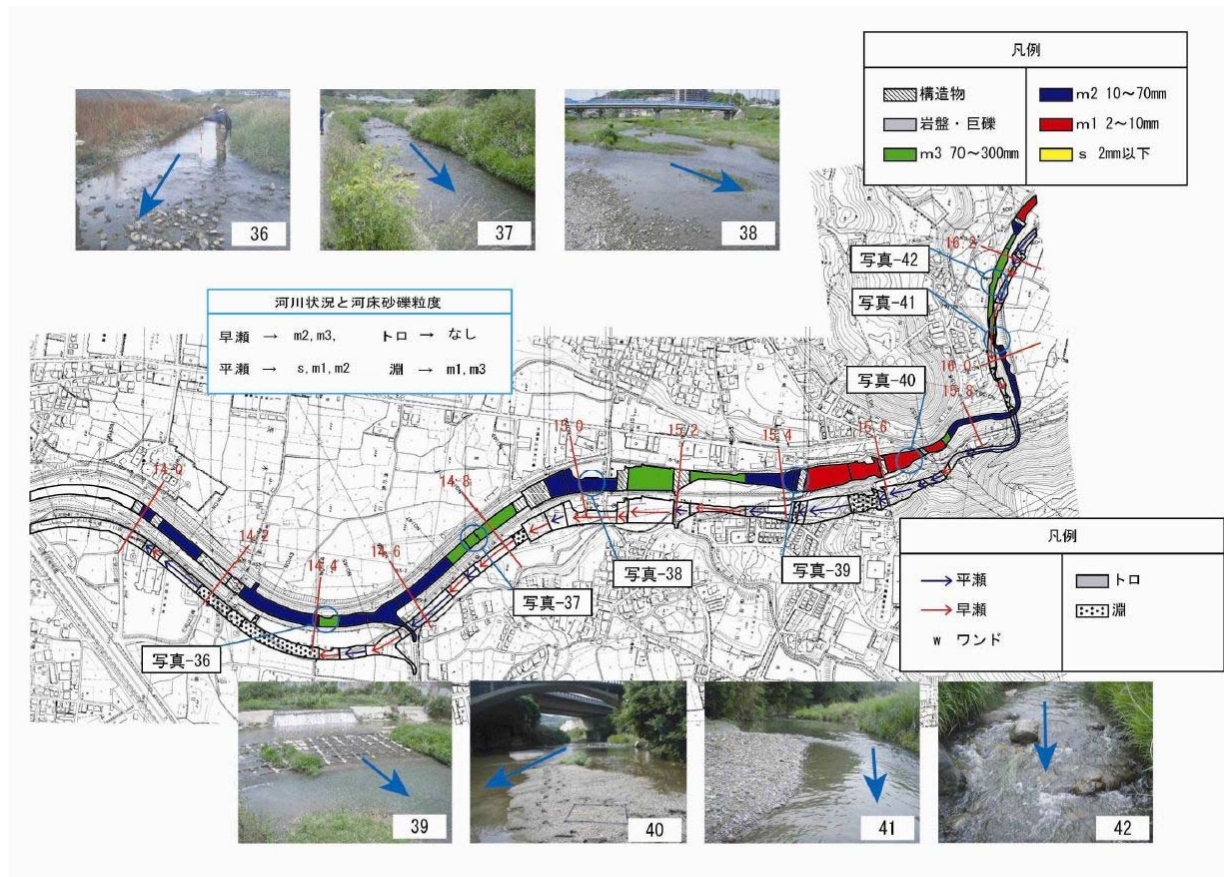 凡例
構造物
m2 10～70mm
岩盤・巨礫
m1 2～10mm
m3 70～300mm
s 2mm以下
36
37
38
河川状況と河床砂礫粒度
早瀬 → m2,m3,
トロ → なし
平瀬 → s,m1,m2
淵 → m1,m3
写真-42
写真-41
写真-40
16.2
16.0
15.8
15.6
15.4
15.2
15.0
14.8
14.6
14.4
14.2
14.0
写真-39
写真-38
写真-37
写真-36
凡例
平瀬
トロ
早瀬
淵
W ワンド
39
40
41
42